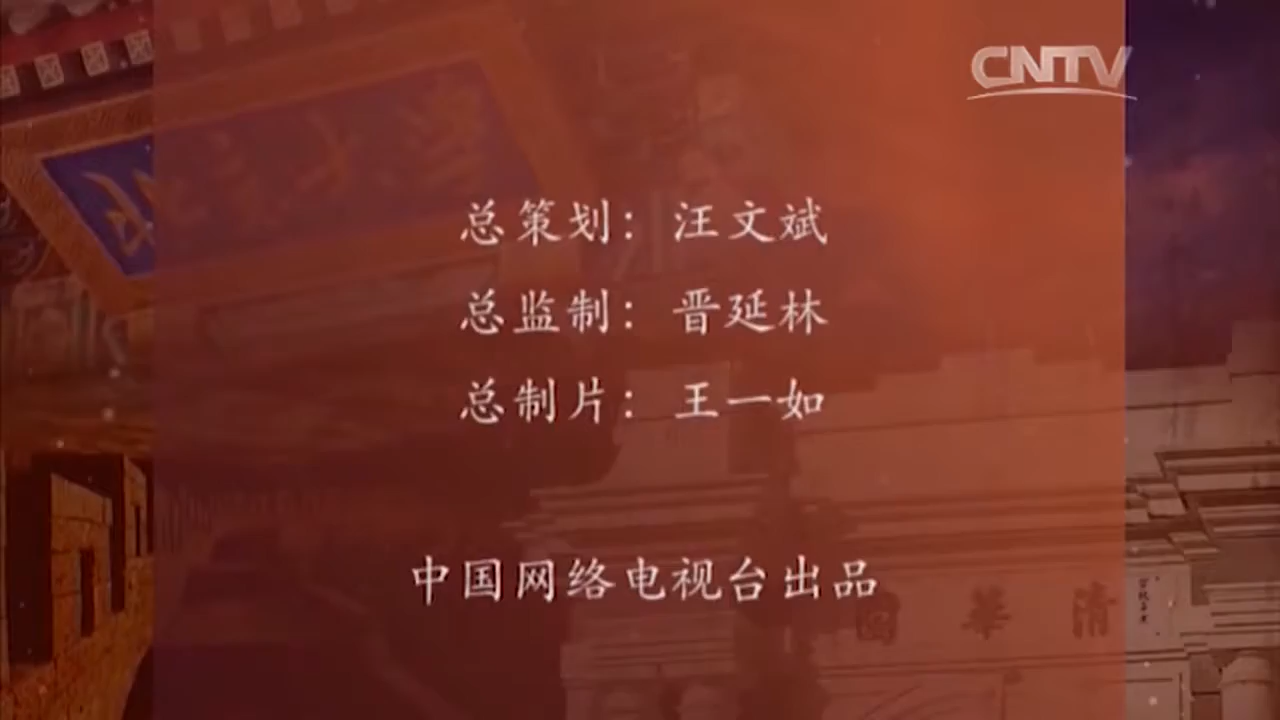 CNTV
总策划：汪文斌
总监制：晋延林
总制片：王一如
中国网络电视台出品
園華清